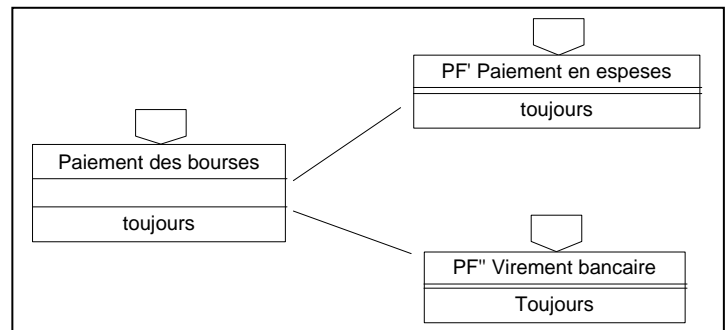 PF' Paiement en espeses
toujours
Paiement des bourses
toujours
PF" Virement bancaire
Toujours